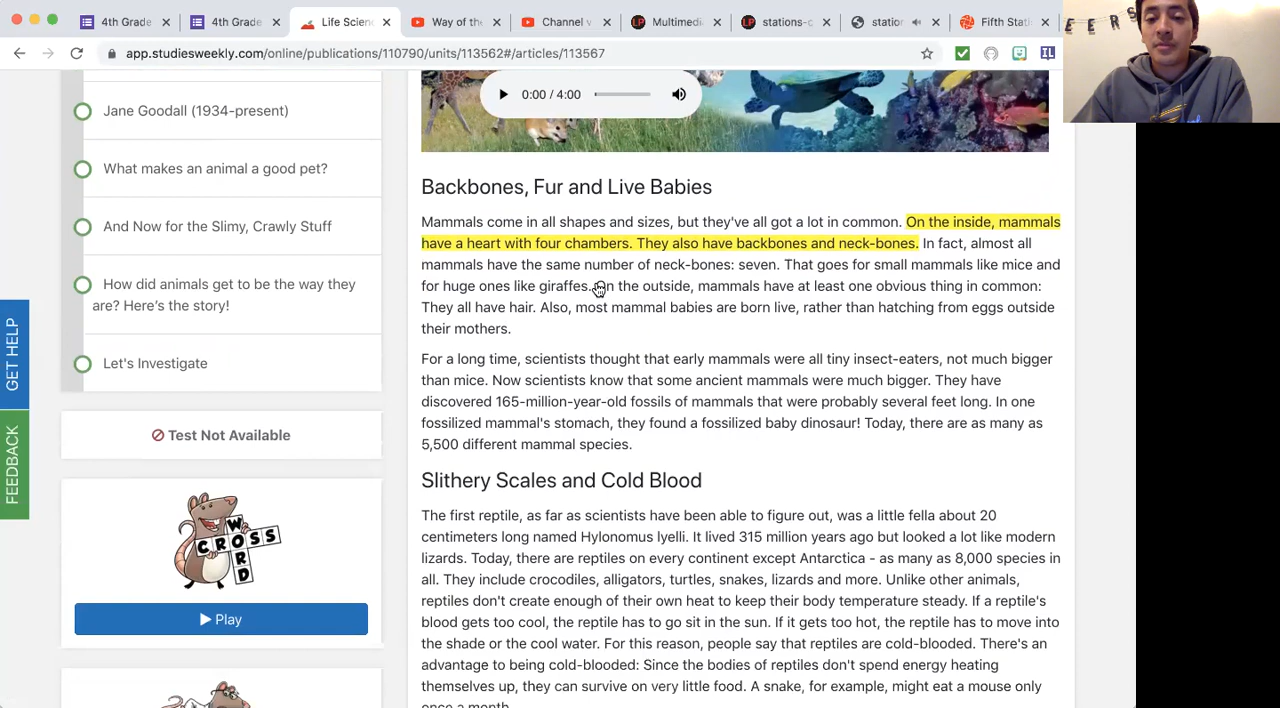 4th Grade
4th Grade
Life Scienc
Way of the
Channel v
Multimedi
stations-c
station
Fifth Stati
app.studiesweekly.com/online/publications/110790/units/113562#/articles/113567
E E R S
Jane Goodall (1934-present)
What makes an animal a good pet?
And Now for the Slimy, Crawly Stuff
How did animals get to be the way they
are? Here's the story!
Let's Investigate
Test Not Available
CROSS
WORD
Play
GET HELP
FEEDBACK
0:00 / 4:00
Backbones, Fur and Live Babies
Mammals come in all shapes and sizes, but they've all got a lot in common. On the inside, mammals
have a heart with four chambers. They also have backbones and neck-bones. In fact, almost all
mammals have the same number of neck-bones: seven. That goes for small mammals like mice and
for huge ones like giraffes. On the outside, mammals have at least one obvious thing in common:
They all have hair. Also, most mammal babies are born live, rather than hatching from eggs outside
their mothers.
For a long time, scientists thought that early mammals were all tiny insect-eaters, not much bigger
than mice. Now scientists know that some ancient mammals were much bigger. They have
discovered 165-million-year-old fossils of mammals that were probably several feet long. In one
fossilized mammal's stomach, they found a fossilized baby dinosaur! Today, there are as many as
5,500 different mammal species.
Slithery Scales and Cold Blood
The first reptile, as far as scientists have been able to figure out, was a little fella about 20
centimeters long named Hylonomus lyelli. It lived 315 million years ago but looked a lot like modern
lizards. Today, there are reptiles on every continent except Antarctica - as many as 8,000 species in
all. They include crocodiles, alligators, turtles, snakes, lizards and more. Unlike other animals,
reptiles don't create enough of their own heat to keep their body temperature steady. If a reptile's
blood gets too cool, the reptile has to go sit in the sun. If it gets too hot, the reptile has to move into
the shade or the cool water. For this reason, people say that reptiles are cold-blooded. There's an
advantage to being cold-blooded: Since the bodies of reptiles don't spend energy heating
themselves up, they can survive on very little food. A snake, for example, might eat a mouse only
once a month.